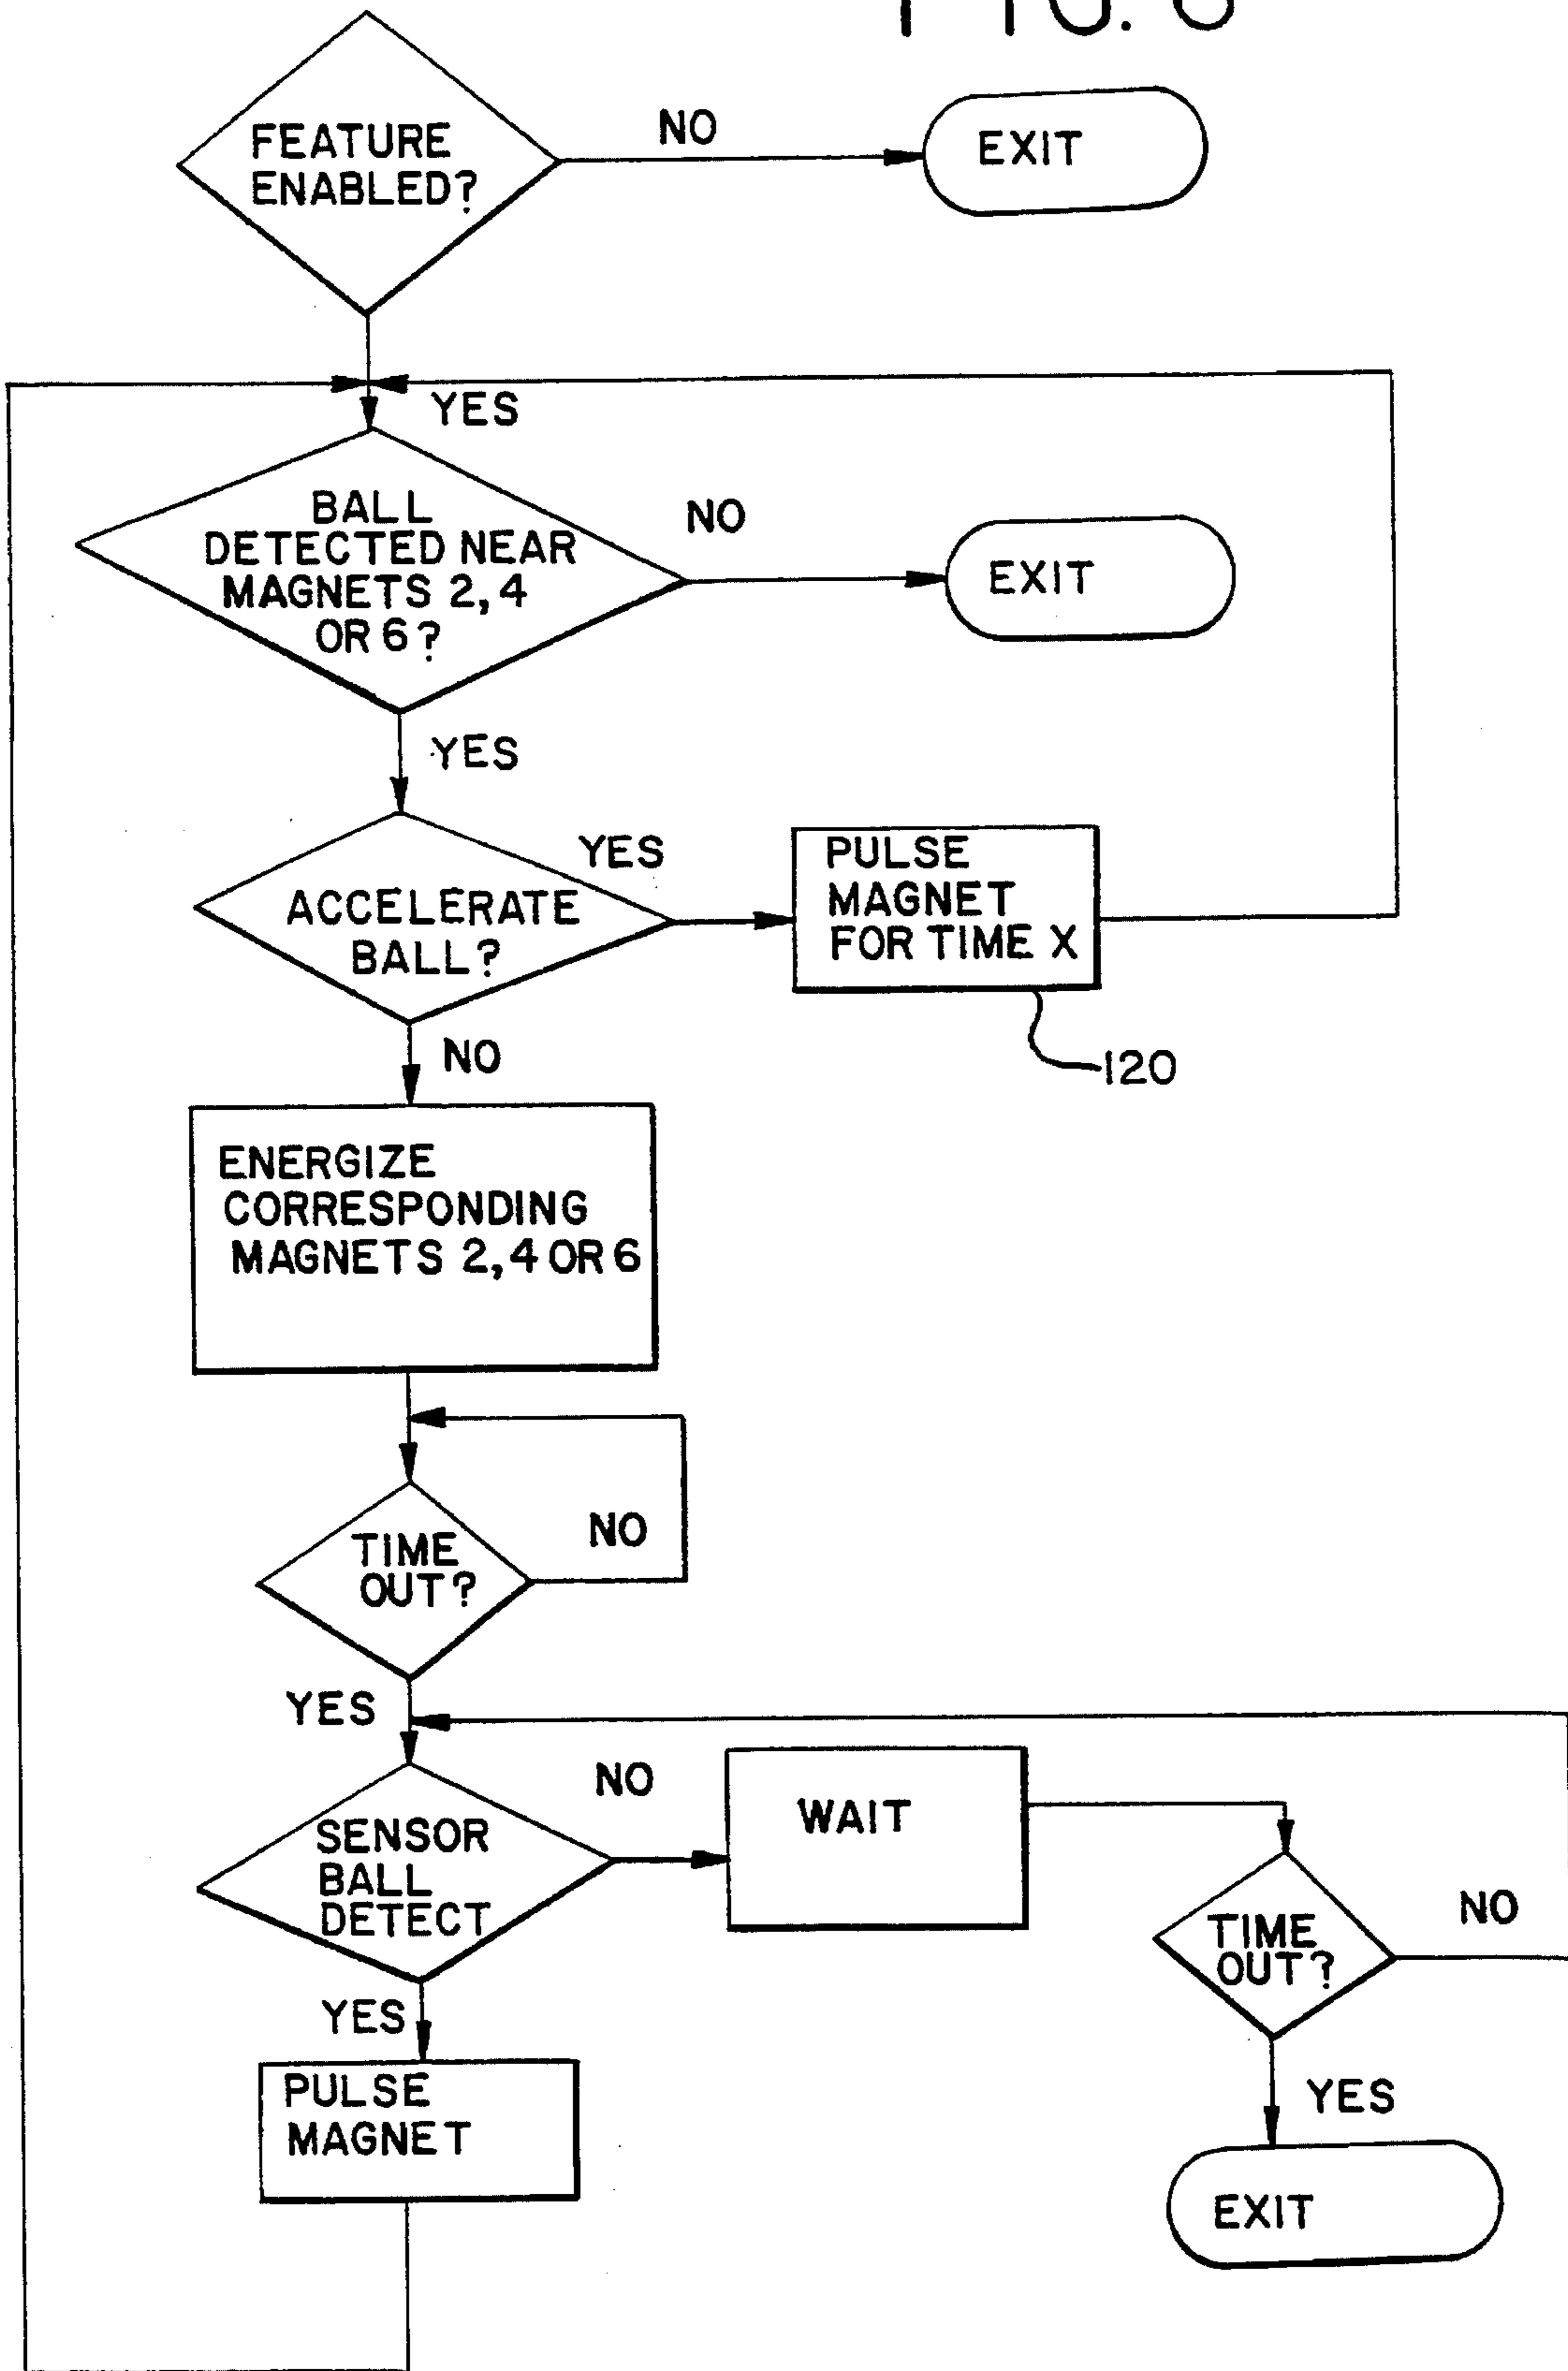 FEATURE
ENABLED?
NO
EXIT
YES
BALL
DETECTED NEAR
MAGNETS 2, 4
OR 6?
NO
EXIT
YES
ACCELERATE
BALL?
YES
PULSE
MAGNET
FOR TIME X
120
NO
ENERGIZE
CORRESPONDING
MAGNETS 2, 4 OR 6
TIME
OUT?
NO
YES
SENSOR
BALL
DETECT
NO
WAIT
TIME
OUT?
NO
YES
EXIT
YES
PULSE
MAGNET